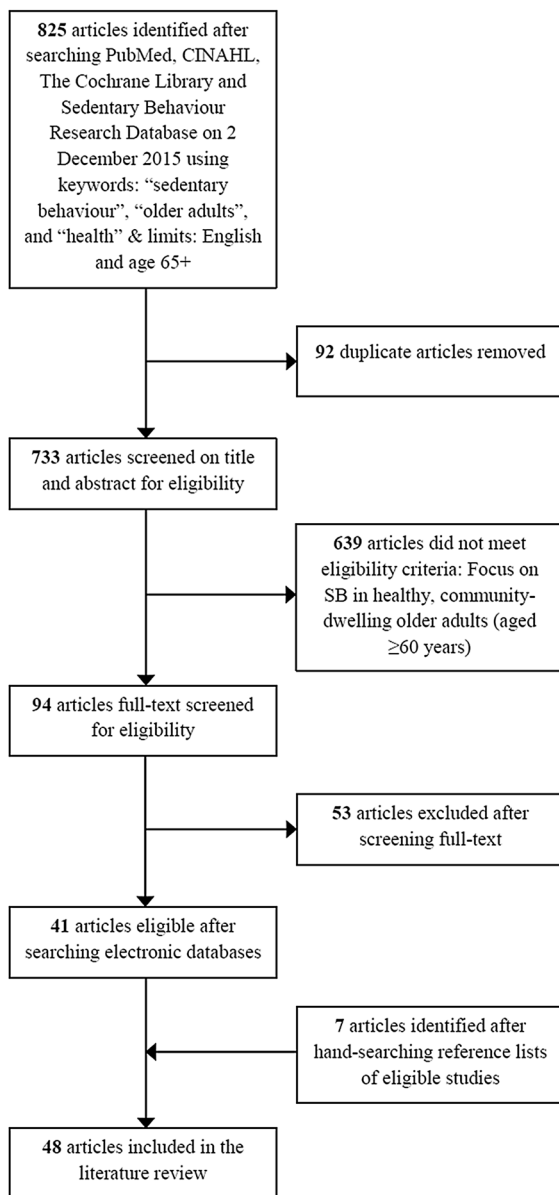 825 articles identified after
searching PubMed, CINAHL,
The Cochrane Library and
Sedentary Behaviour
Research Database on 2
December 2015 using
keywords: “sedentary
behaviour”, “older adults”,
and “health” & limits: English
and age 65+
92 duplicate articles removed
733 articles screened on title
and abstract for eligibility
639 articles did not meet
eligibility criteria: Focus on
SB in healthy, community-
dwelling older adults (aged
≥60 years)
94 articles full-text screened
for eligibility
53 articles excluded after
screening full-text
41 articles eligible after
searching electronic databases
7 articles identified after
hand-searching reference lists
of eligible studies
48 articles included in the
literature review